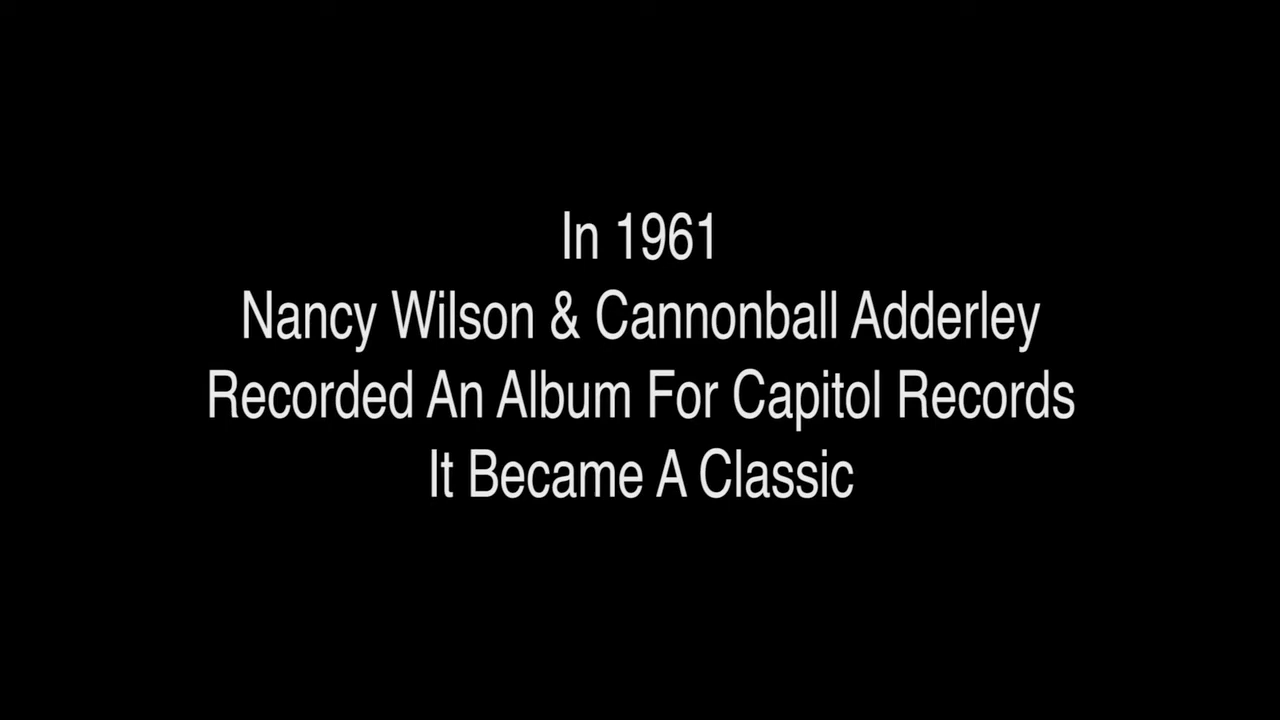 In 1961
Nancy Wilson & Cannonball Adderley
Recorded An Album For Capitol Records
It Became A Classic